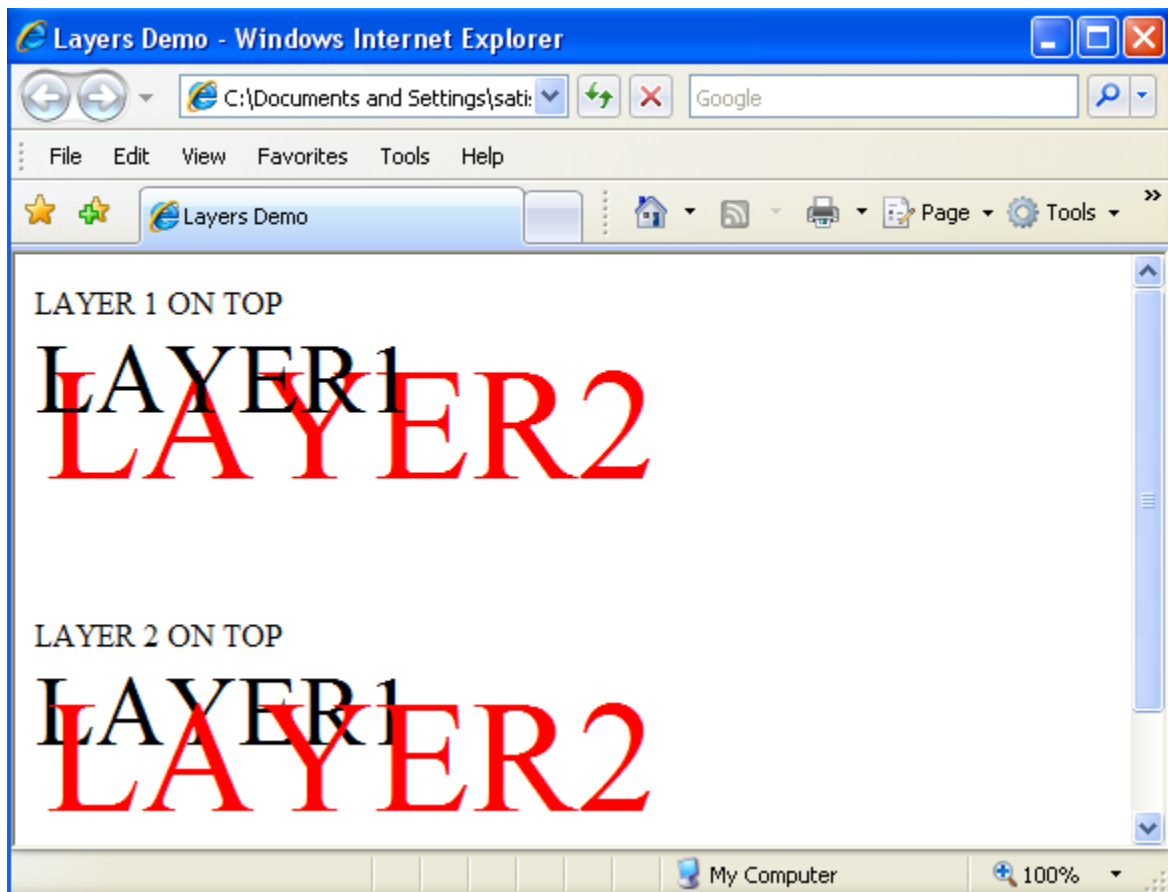 Layers Demo - Windows Internet Explorer
C:\Documents and Settings\sati: Google
File Edit View Favorites Tools Help
Layers Demo Page Tools »
LAYER 1 ON TOP
LAYER1
LAYER2
LAYER 2 ON TOP
LAYER1
LAYER2
My Computer 100%